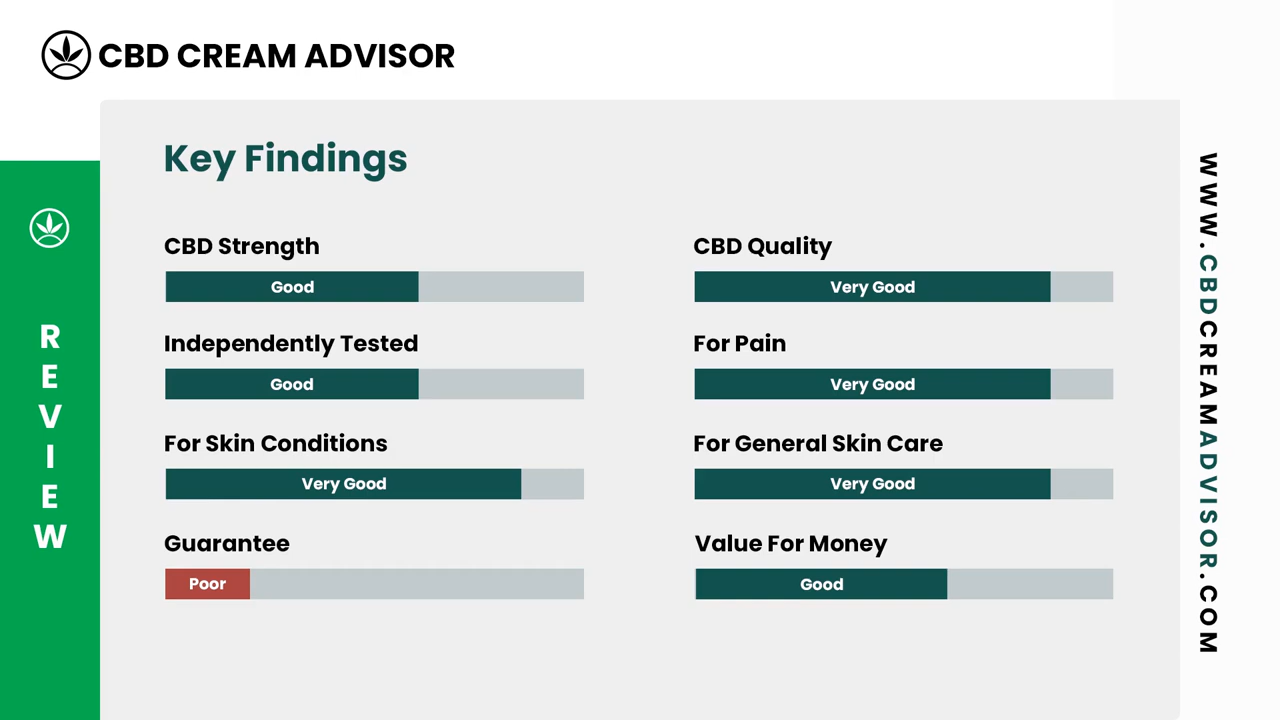 CBD CREAM ADVISOR
REVIEW
Key Findings
CBD Strength
Good
CBD Quality
Very Good
Independently Tested
Good
For Pain
Very Good
For Skin Conditions
Very Good
For General Skin Care
Very Good
Guarantee
Poor
Value For Money
Good
WWW.CBDCREAMADVISOR.COM